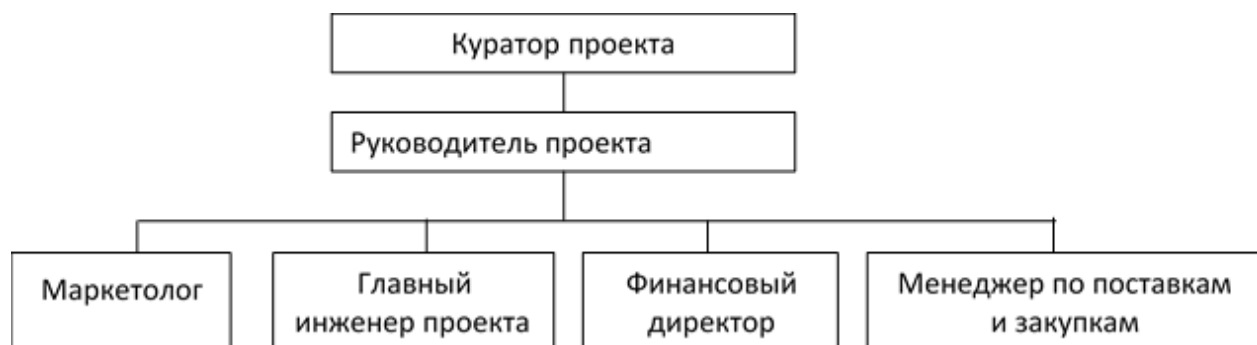 Куратор проекта
Руководитель проекта
Маркетолог
Главный
инженер проекта
Финансовый
директор
Менеджер по поставкам
и закупкам